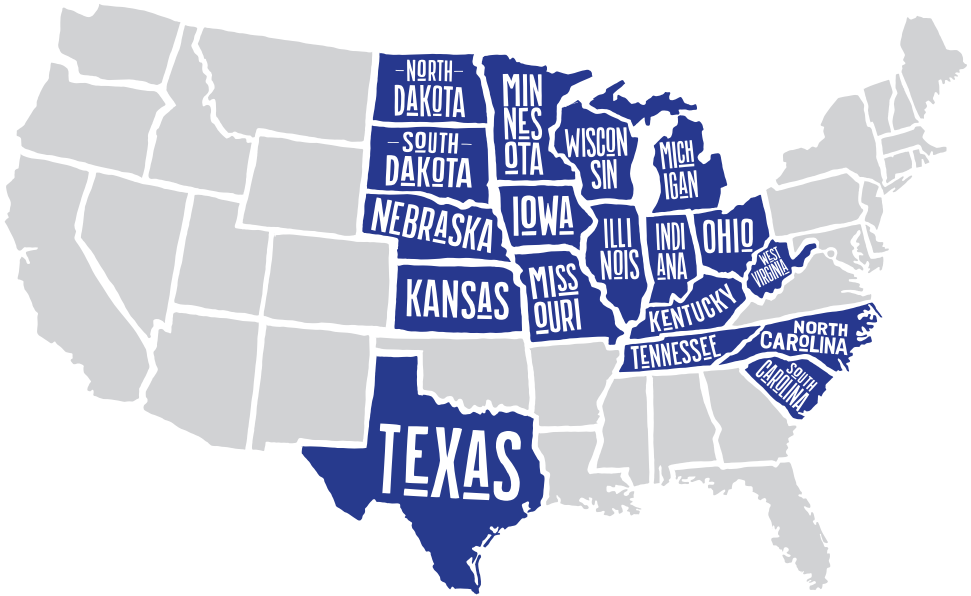 NORTH
DAKOTA
SOUTH
DAKOTA
NEBRASKA
KANSAS
TEXAS
MIN
NES
OTA
IOWA
MISS
OURI
WISCON
SIN
ILLI
NOIS
MICH
IGAN
INDI
ANA
OHIO
WEST
VIRGINIA
KENTUCKY
TENNESSEE
NORTH
CAROLINA
SOUTH
CAROLINA